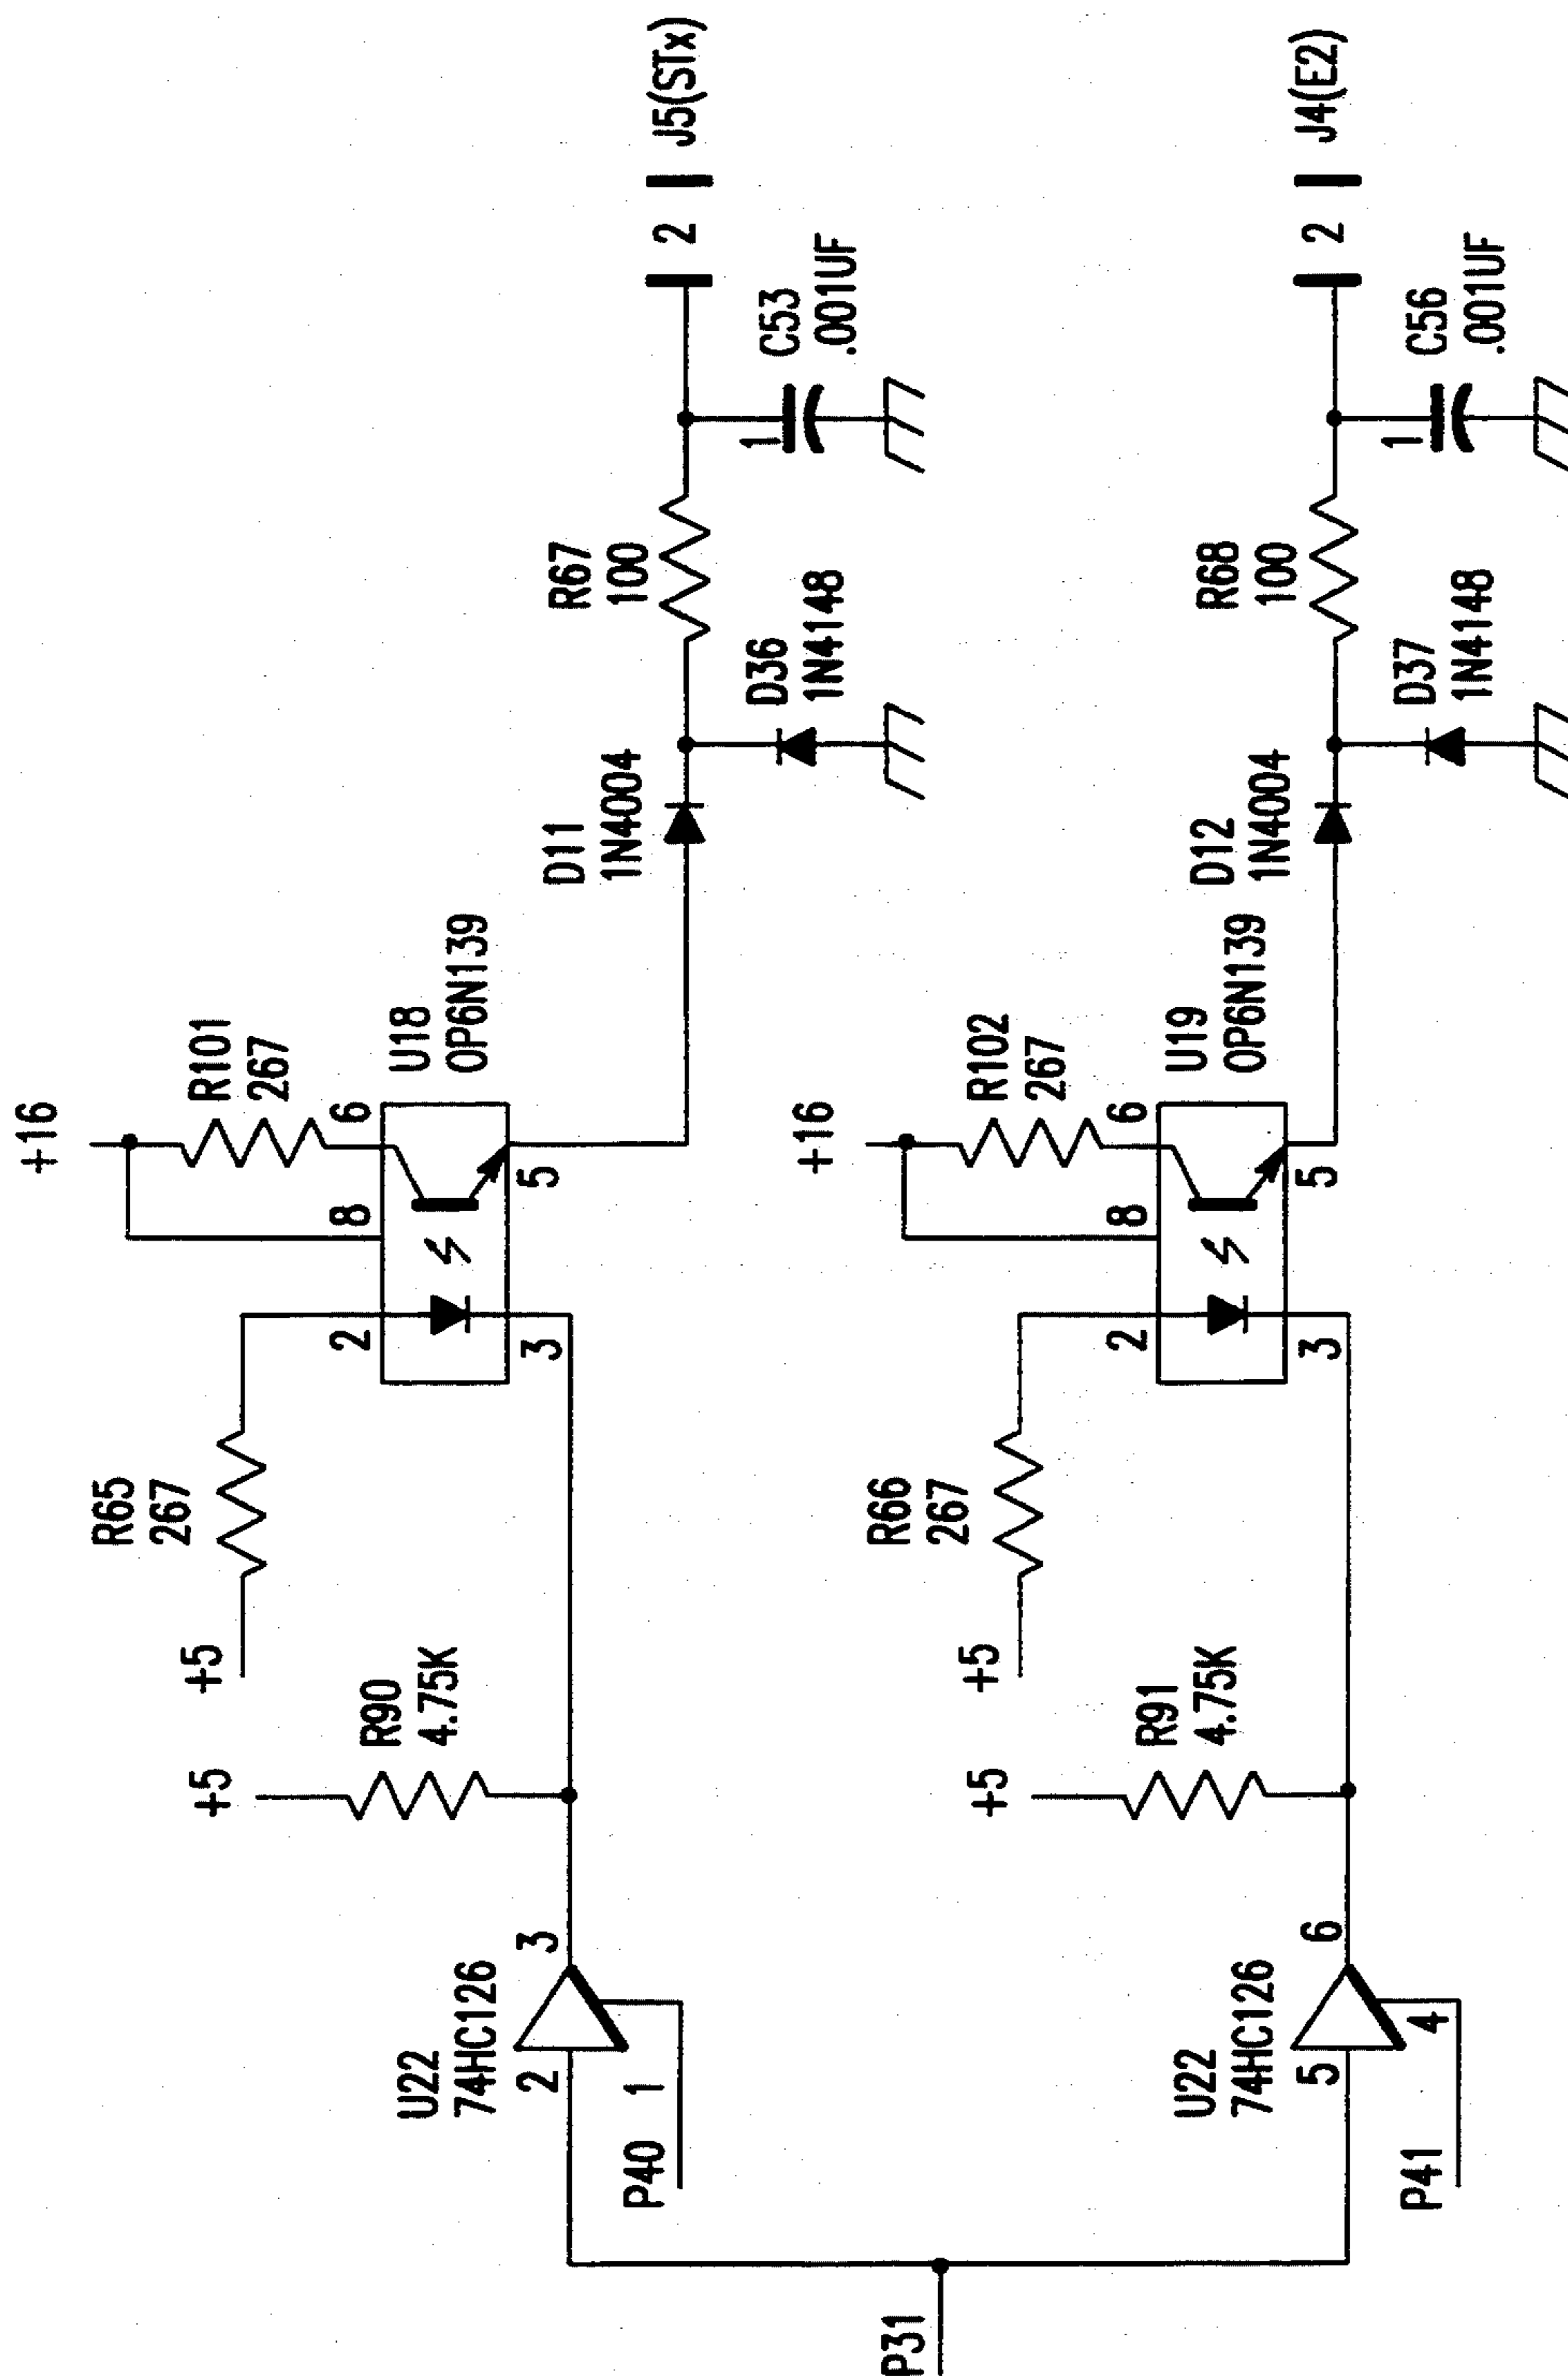 +16
R101
267
R65
267
+5
2
8
6
U18
OP6N139
3
5
+5
R90
4.75K
U22
74HC126
2
3
P40
1
D11
1N4004
R67
100
D36
1N4148
C53
.001UF
1
2
J5(STx)
P31
+16
R102
267
R66
267
+5
2
8
6
U19
OP6N139
3
5
+5
R91
4.75K
U22
74HC126
5
6
P41
4
D12
1N4004
R68
100
D37
1N4148
C56
.001UF
1
2
J4(E2)